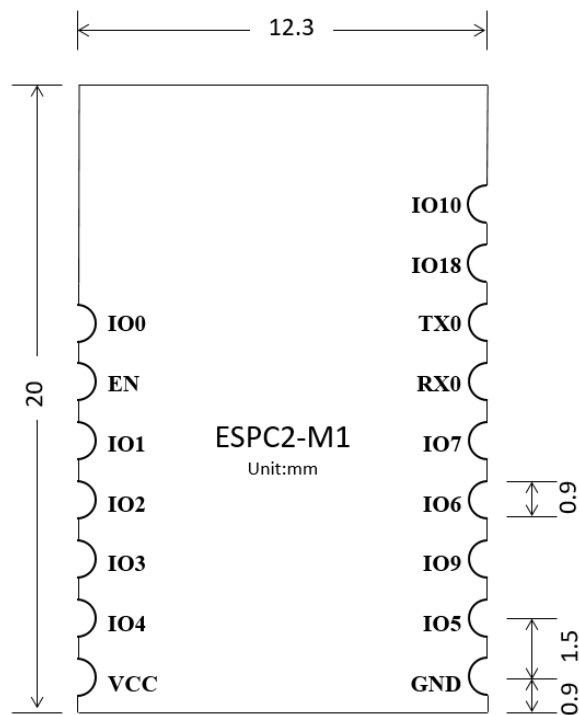 12.3
IO10
IO18
IO0 TX0
EN RX0
20
IO1 ESPC2-M1 IO7
Unit:mm
IO2 IO6 0.9
IO3 IO9
IO4 IO5
1.5
VCC GND
0.9